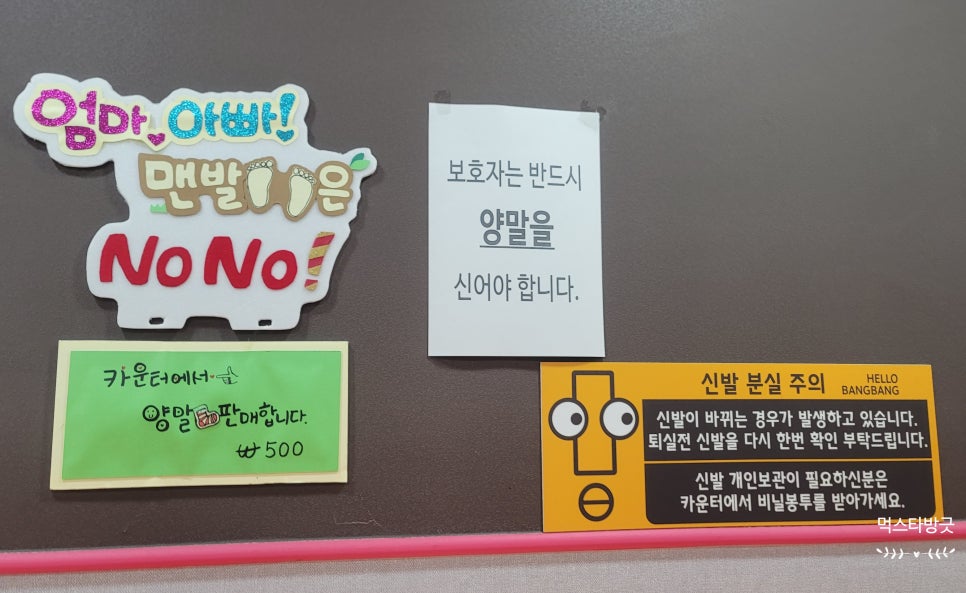 엄마, 아빠!
맨발은
NO NO!
카운터에서
양말 판매합니다.
₩500
보호자는 반드시
양말을
신어야 합니다.
신발 분실 주의
HELLO
BANGBANG
신발이 바뀌는 경우가 발생하고 있습니다.
퇴실전 신발을 다시 한번 확인 부탁드립니다.
신발 개인보관이 필요하신분은
카운터에서 비닐봉투를 받아가세요.
먹스타방긋